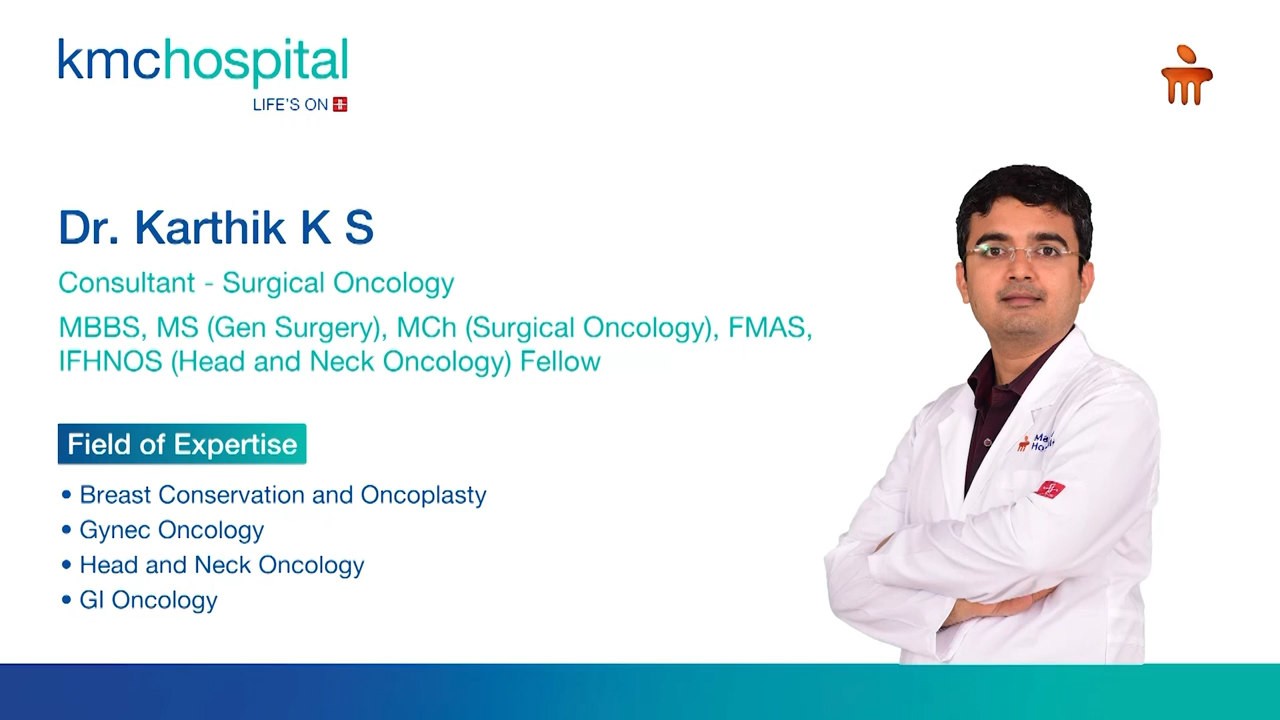 kmchospital
LIFE'S ON
Dr. Karthik K S
Consultant - Surgical Oncology
MBBS, MS (Gen Surgery), MCh (Surgical Oncology), FMAS,
IFHNOS (Head and Neck Oncology) Fellow
Field of Expertise
• Breast Conservation and Oncoplasty
• Gynec Oncology
• Head and Neck Oncology
• GI Oncology